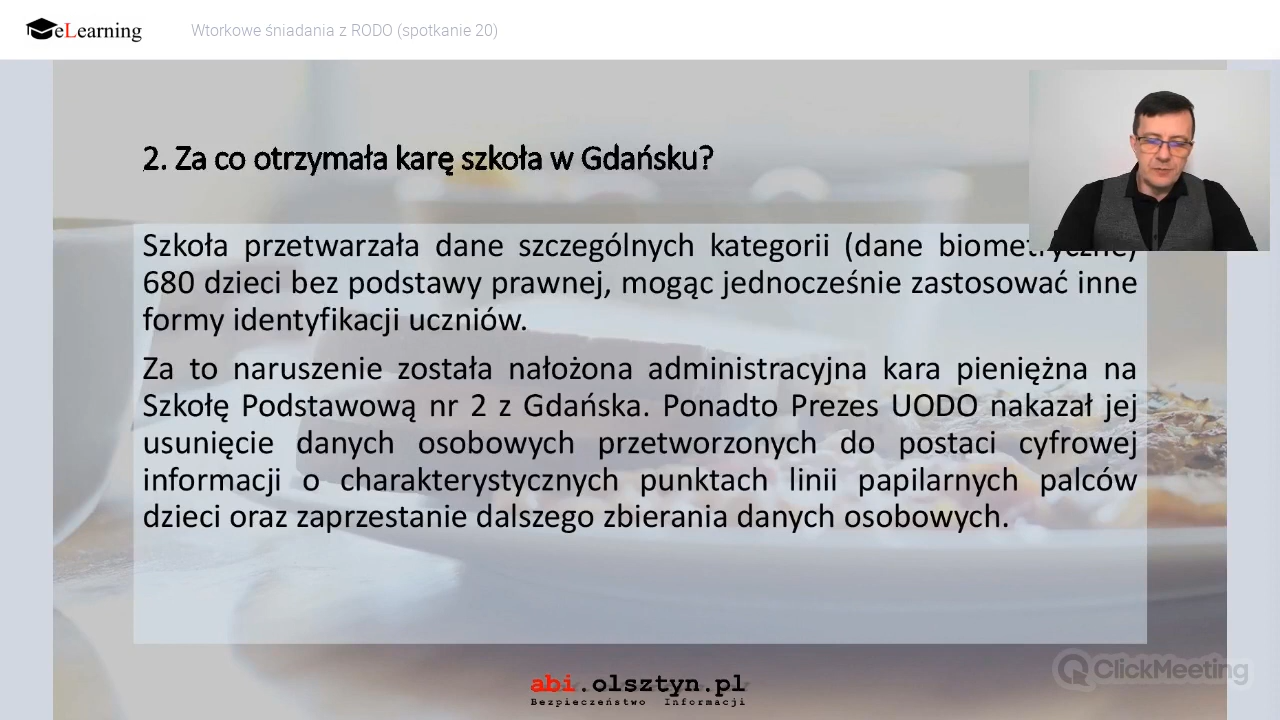 eLearning
Wtorkowe śniadania z RODO (spotkanie 20)
2. Za co otrzymała karę szkoła w Gdańsku?
Szkoła przetwarzała dane szczególnych kategorii (dane biometryczne)
680 dzieci bez podstawy prawnej, mogąc jednocześnie zastosować inne
formy identyfikacji uczniów.
Za to naruszenie została nałożona administracyjna kara pieniężna na
Szkołę Podstawową nr 2 z Gdańska. Ponadto Prezes UODO nakazał jej
usunięcie danych osobowych przetworzonych do postaci cyfrowej
informacji o charakterystycznych punktach linii papilarnych palców
dzieci oraz zaprzestanie dalszego zbierania danych osobowych.
ClickMeeting
abi.olsztyn.pl
Bezpieczeństwo Informacji